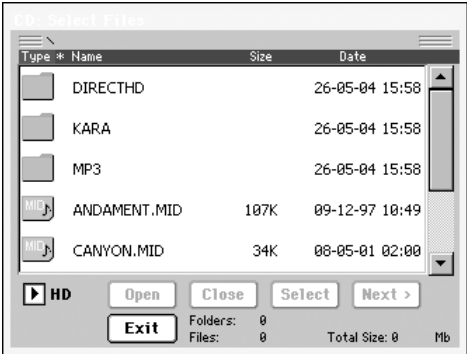 CD: Select Files
Type * Name Size Date
DIRECTHD 26-05-04 15:58
KARA 26-05-04 15:58
MP3 26-05-04 15:58
MID ANDAMENT.MID 107K 09-12-97 10:49
MID CANYON.MID 34K 08-05-01 02:00
HD Open Close Select Next >
Exit Folders: 0
Files: 0 Total Size: 0 Mb